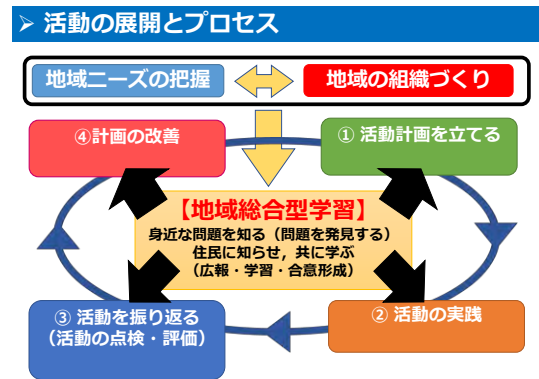 ➢ 活動の展開とプロセス
地域ニーズの把握
地域の組織づくり
④計画の改善
① 活動計画を立てる
【地域総合型学習】
身近な問題を知る（問題を発見する）
住民に知らせ，共に学ぶ
（広報・学習・合意形成）
③ 活動を振り返る
（活動の点検・評価）
② 活動の実践